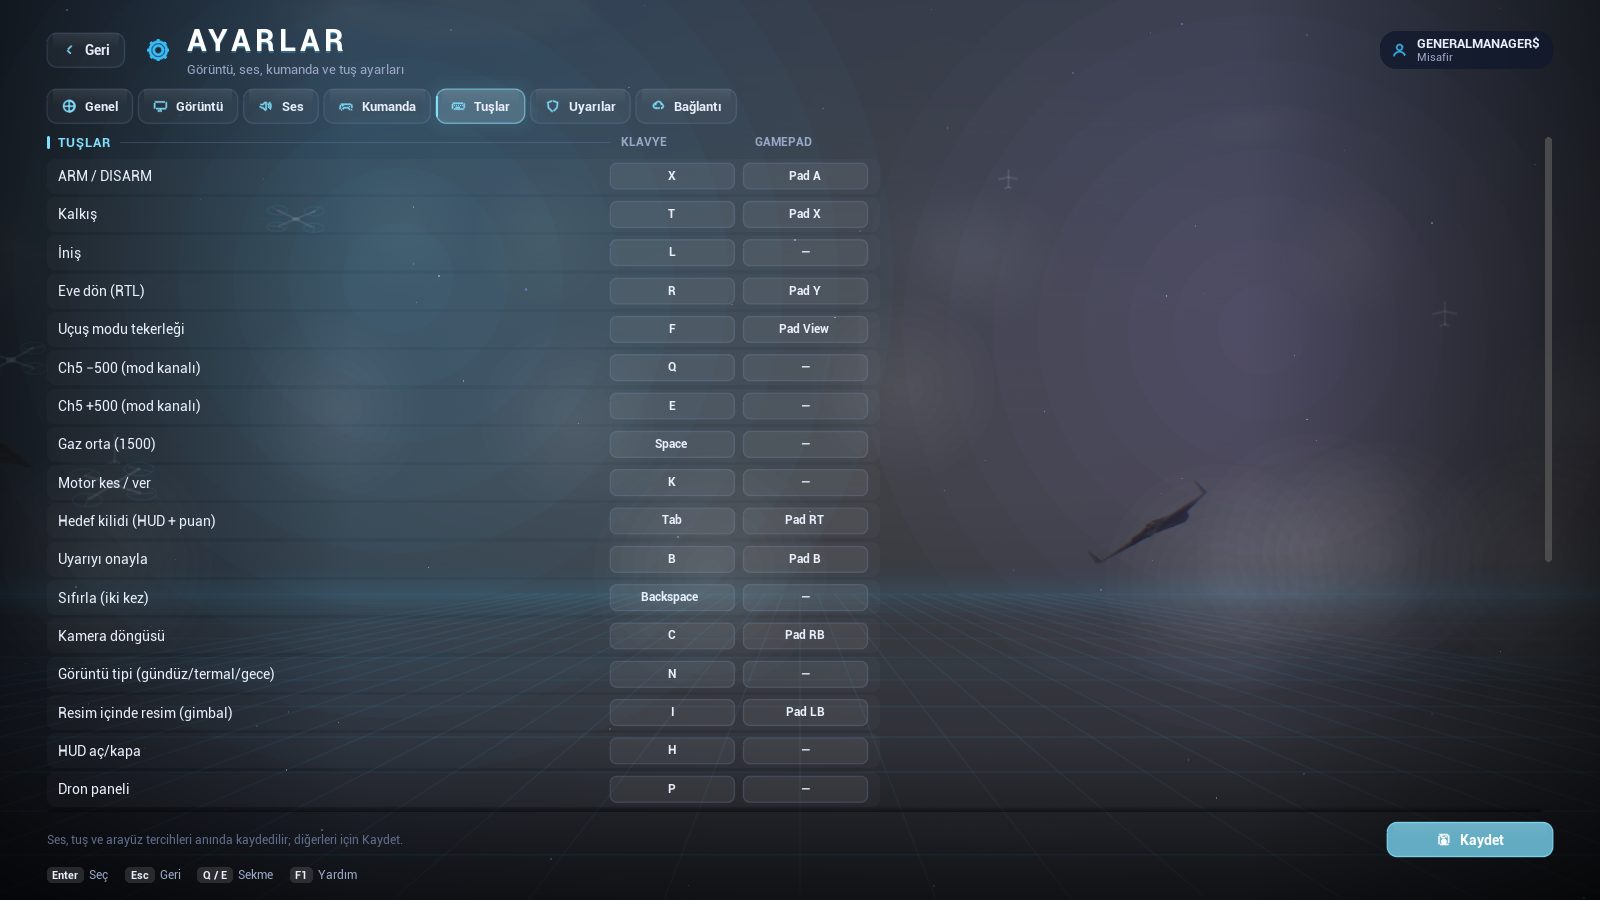 Geri
AYARLAR
Görüntü, ses, kumanda ve tuş ayarları
GENERALMANAGER$
Misafir
Genel Görüntü Ses Kumanda Tuşlar Uyarılar Bağlantı
TUŞLAR KLAVYE GAMEPAD
ARM / DISARM X Pad A
Kalkış T Pad X
İniş L –
Eve dön (RTL) R Pad Y
Uçuş modu tekerleği F Pad View
Ch5 −500 (mod kanalı) Q –
Ch5 +500 (mod kanalı) E –
Gaz orta (1500) Space –
Motor kes / ver K –
Hedef kilidi (HUD + puan) Tab Pad RT
Uyarıyı onayla B Pad B
Sıfırla (iki kez) Backspace –
Kamera döngüsü C Pad RB
Görüntü tipi (gündüz/termal/gece) N –
Resim içinde resim (gimbal) I Pad LB
HUD aç/kapa H –
Dron paneli P –
Ses, tuş ve arayüz tercihleri anında kaydedilir; diğerleri için Kaydet.
Kaydet
Enter Seç Esc Geri Q / E Sekme F1 Yardım